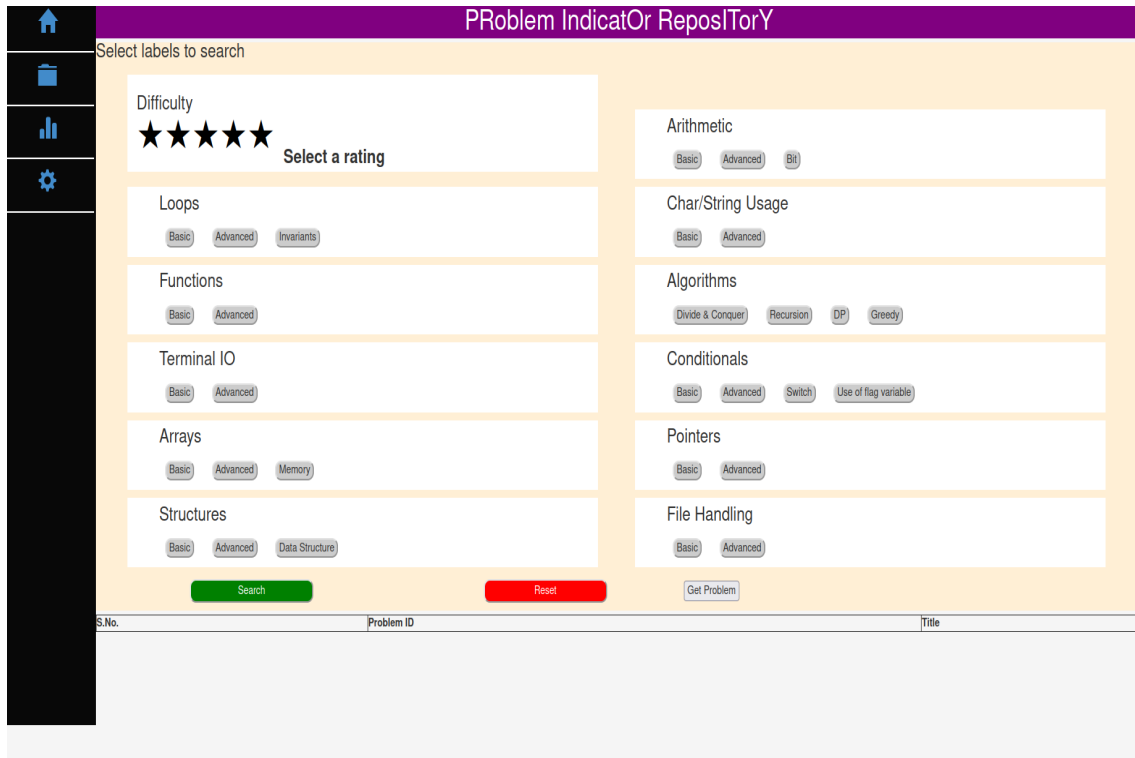 PRoblem IndicatOr ReposITorY
Select labels to search
Difficulty
Select a rating
Loops
Basic Advanced Invariants
Functions
Basic Advanced
Terminal IO
Basic Advanced
Arrays
Basic Advanced Memory
Structures
Basic Advanced Data Structure
Arithmetic
Basic Advanced Bit
Char/String Usage
Basic Advanced
Algorithms
Divide & Conquer Recursion DP Greedy
Conditionals
Basic Advanced Switch Use of flag variable
Pointers
Basic Advanced
File Handling
Basic Advanced
Search Reset Get Problem
S.No. Problem ID Title